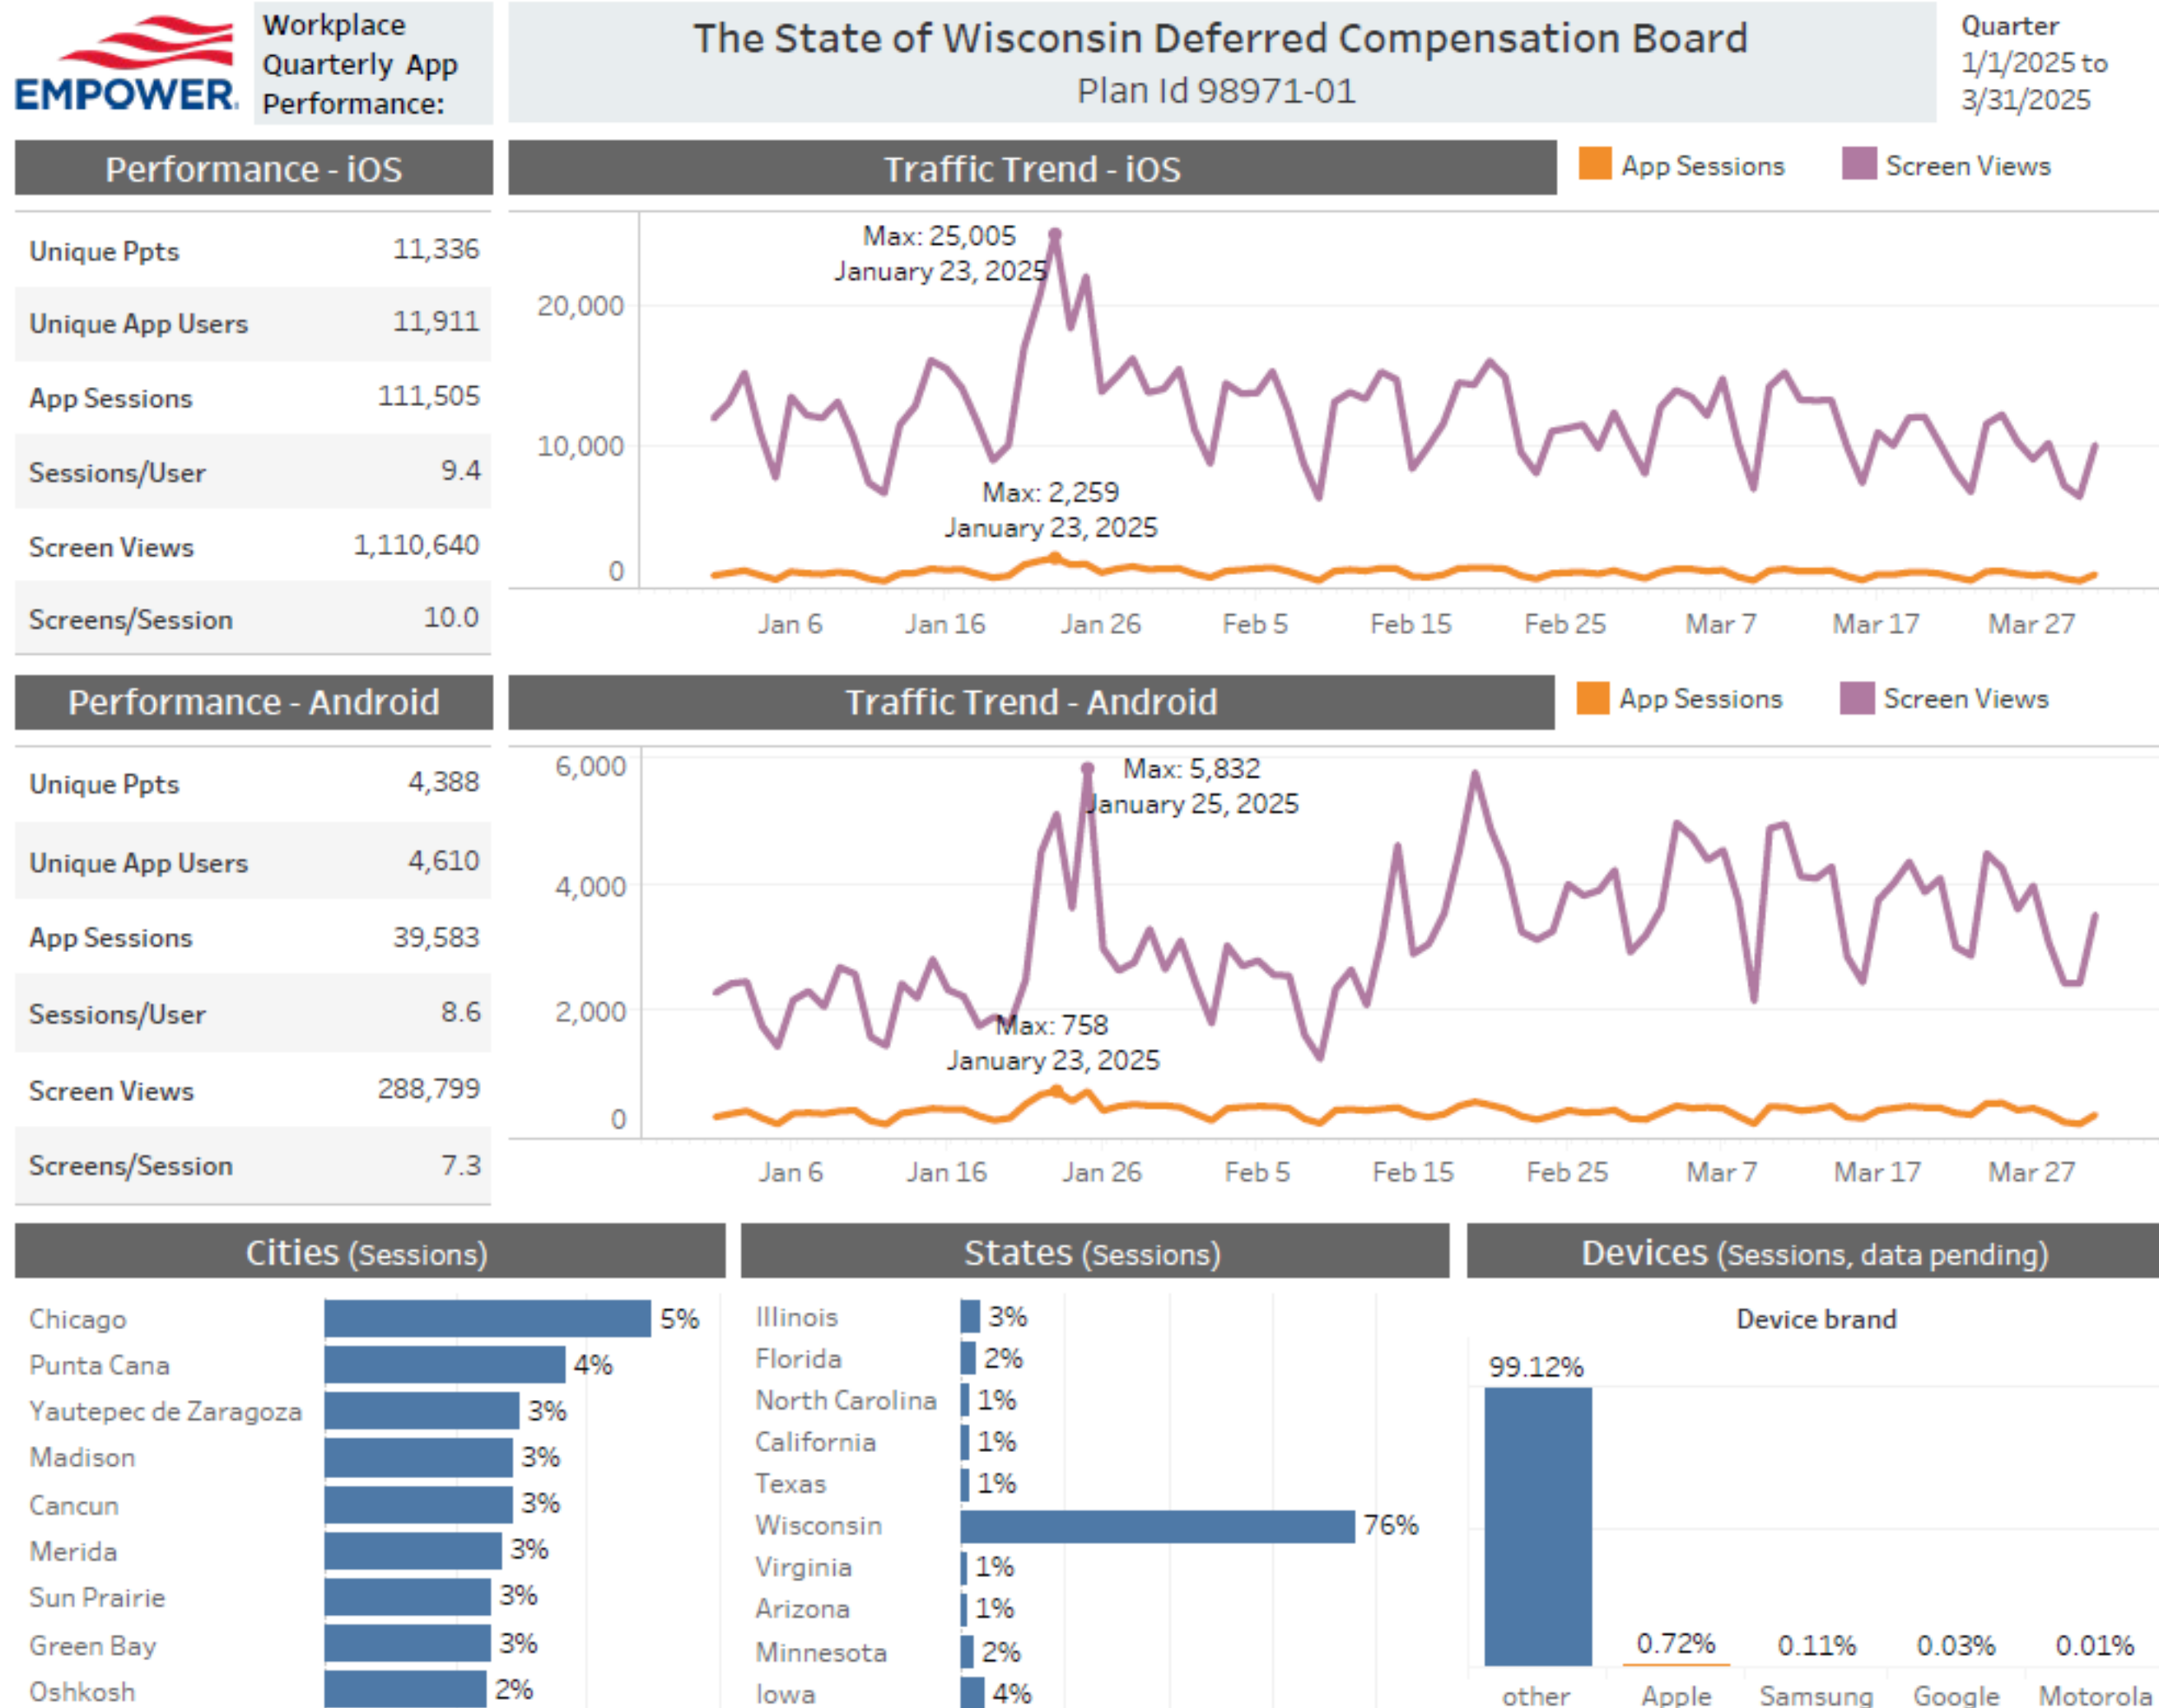 EMPOWER
Workplace
Quarterly App
Performance:
The State of Wisconsin Deferred Compensation Board
Plan Id 98971-01
Quarter
1/1/2025 to
3/31/2025
Performance - iOS
Unique Ppts 11,336
Unique App Users 11,911
App Sessions 111,505
Sessions/User 9.4
Screen Views 1,110,640
Screens/Session 10.0
Traffic Trend - iOS
App Sessions Screen Views
Max: 25,005
January 23, 2025
20,000
10,000
Max: 2,259
January 23, 2025
0
Jan 6 Jan 16 Jan 26 Feb 5 Feb 15 Feb 25 Mar 7 Mar 17 Mar 27
Performance - Android
Unique Ppts 4,388
Unique App Users 4,610
App Sessions 39,583
Sessions/User 8.6
Screen Views 288,799
Screens/Session 7.3
Traffic Trend - Android
App Sessions Screen Views
6,000
Max: 5,832
January 25, 2025
4,000
2,000
Max: 758
January 23, 2025
0
Jan 6 Jan 16 Jan 26 Feb 5 Feb 15 Feb 25 Mar 7 Mar 17 Mar 27
Cities (Sessions)
Chicago 5%
Punta Cana 4%
Yautepec de Zaragoza 3%
Madison 3%
Cancun 3%
Merida 3%
Sun Prairie 3%
Green Bay 3%
Oshkosh 2%
States (Sessions)
Illinois 3%
Florida 2%
North Carolina 1%
California 1%
Texas 1%
Wisconsin 76%
Virginia 1%
Arizona 1%
Minnesota 2%
Iowa 4%
Devices (Sessions, data pending)
Device brand
99.12% 0.72% 0.11% 0.03% 0.01%
other Apple Samsung Google Motorola